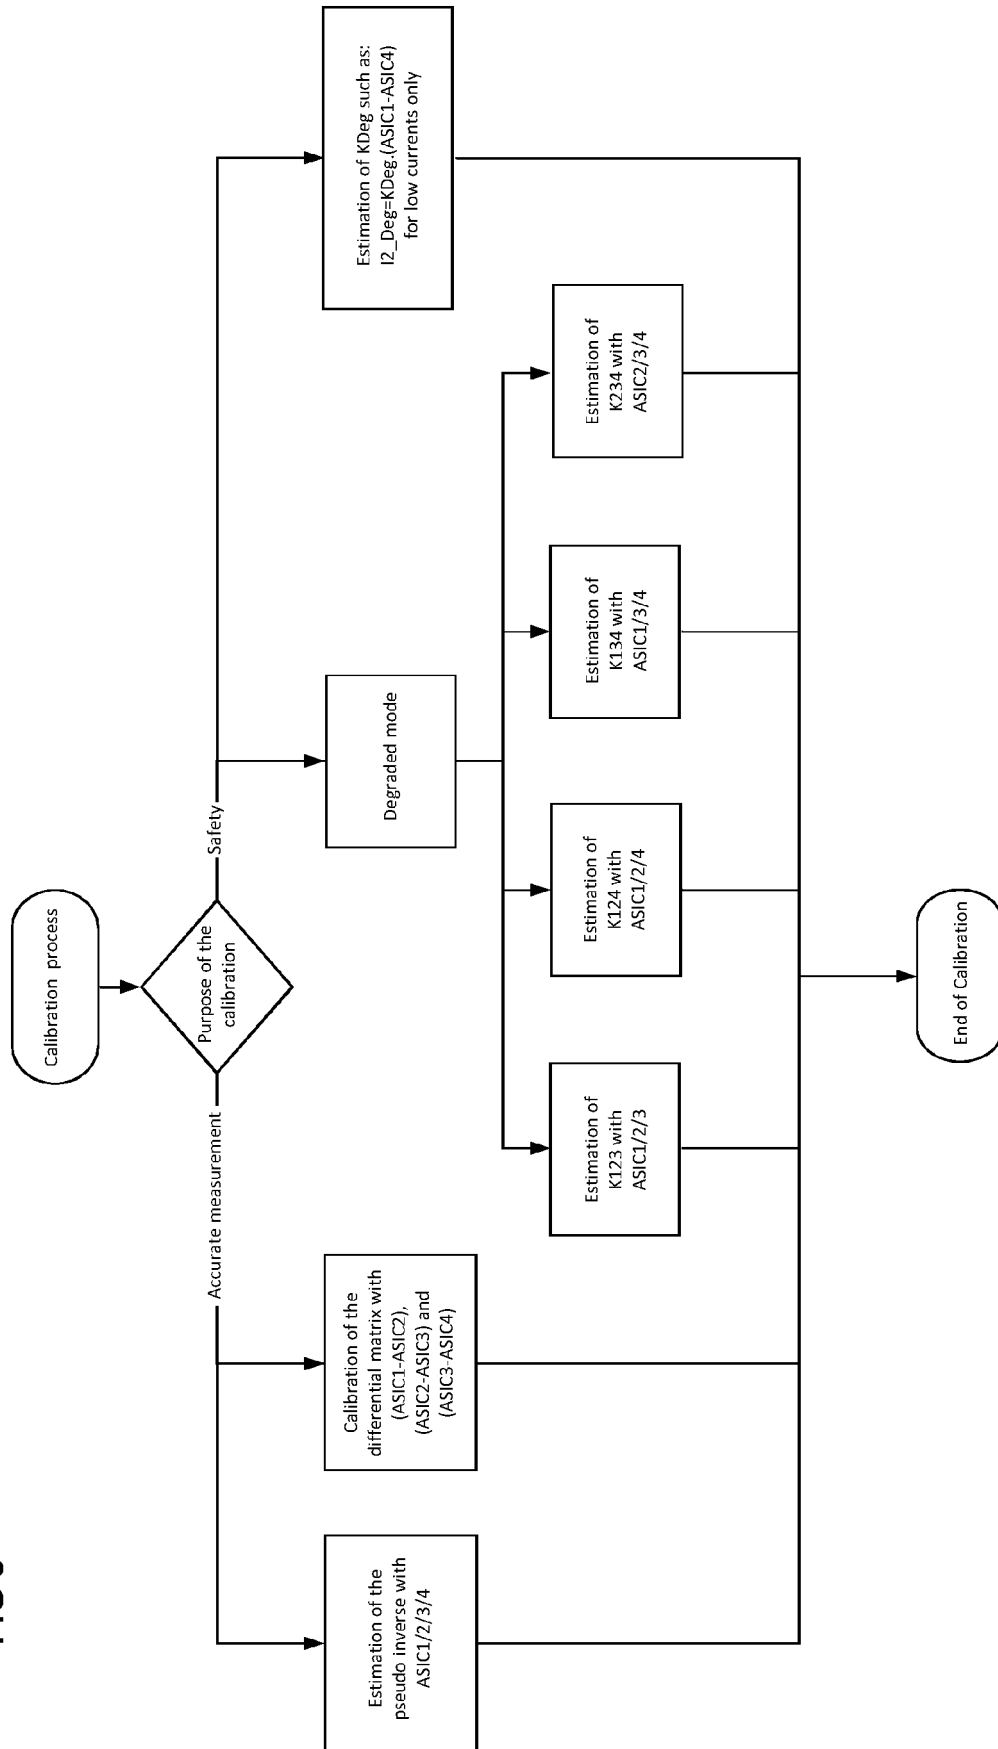 Calibration process
Purpose of the
calibration
Accurate measurement
Safety
Estimation of the
pseudo inverse with
ASIC1/2/3/4
Calibration of the
differential matrix with
(ASIC1-ASIC2),
(ASIC2-ASIC3) and
(ASIC3-ASIC4)
Degraded mode
Estimation of KDeg such as:
I2_Deg=KDeg.(ASIC1-ASIC4)
for low currents only
Estimation of
K123 with
ASIC1/2/3
Estimation of
K124 with
ASIC1/2/4
Estimation of
K134 with
ASIC1/3/4
Estimation of
K234 with
ASIC2/3/4
End of Calibration